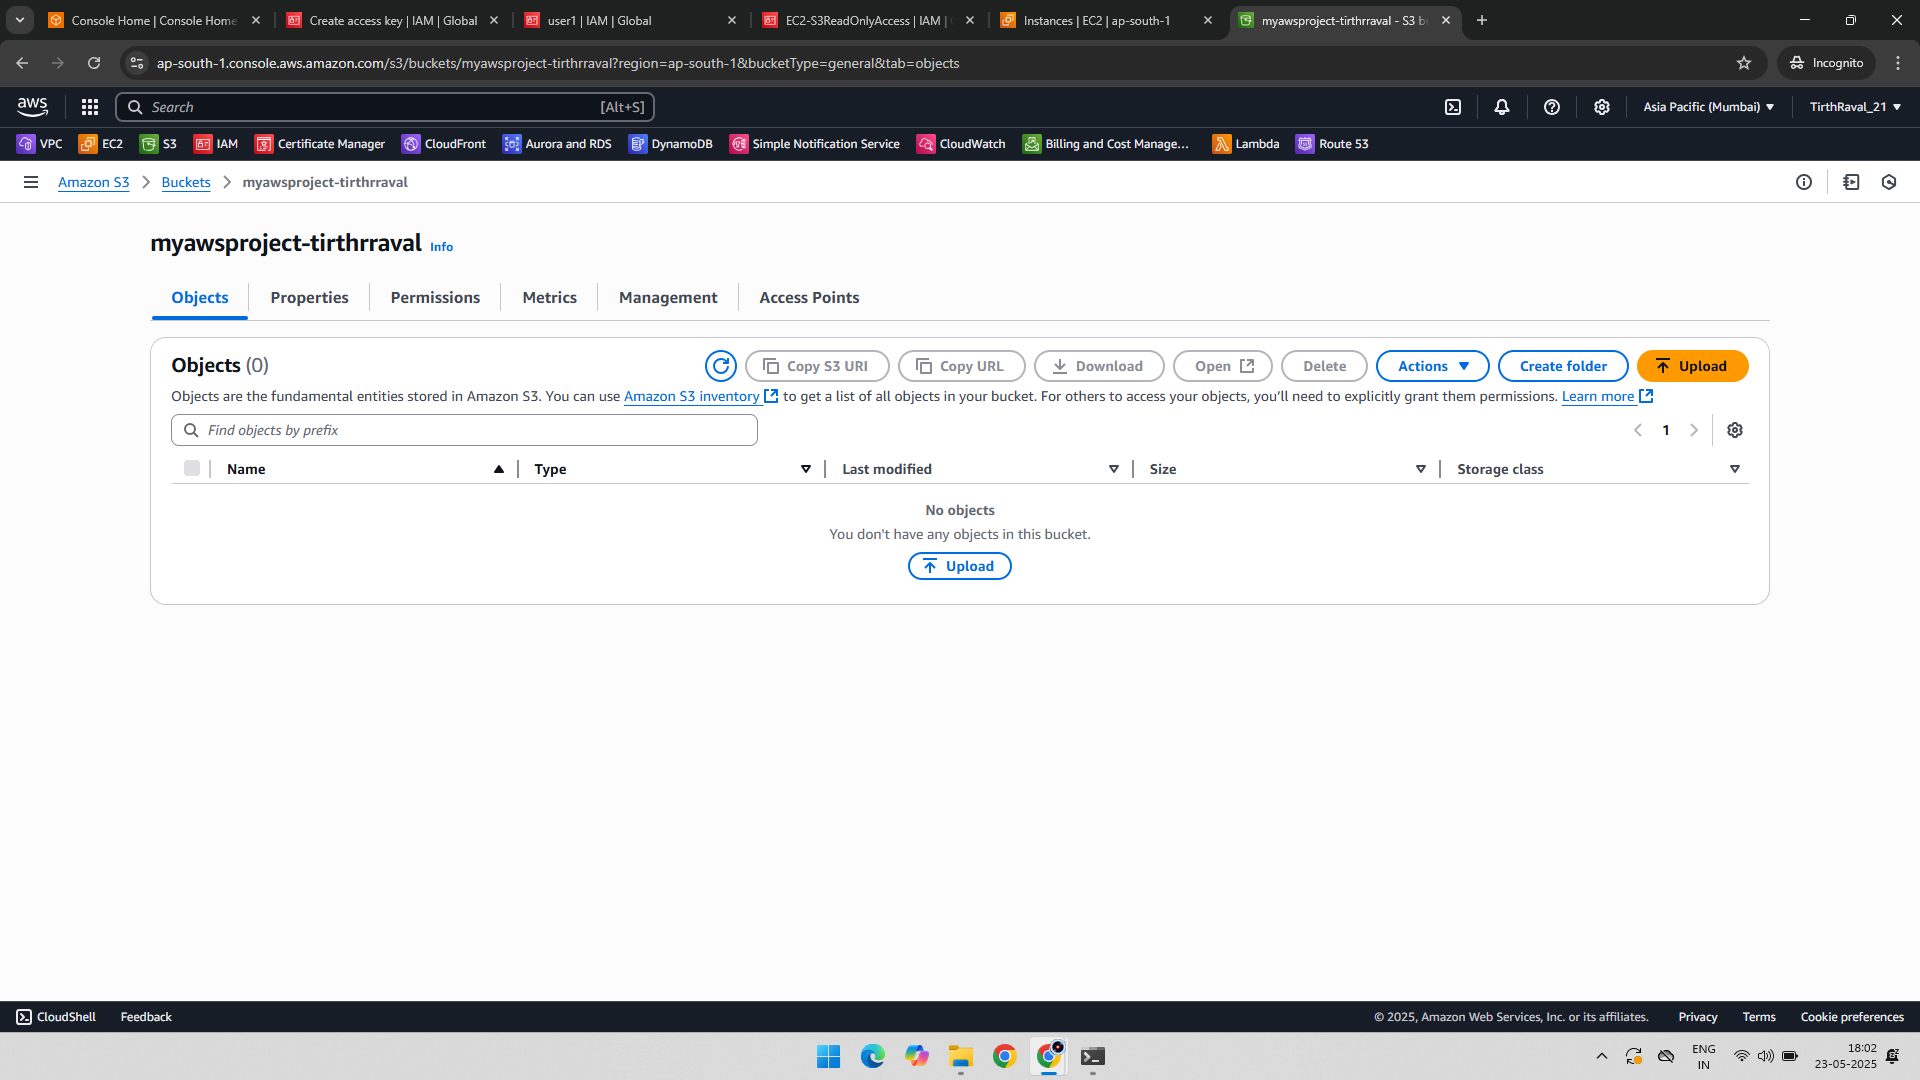 Console Home | Console Home
Create access key | IAM | Global
user1 | IAM | Global
EC2-S3ReadOnlyAccess | IAM |
Instances | EC2 | ap-south-1
myawsproject-tirthrraval - S3 b
ap-south-1.console.aws.amazon.com/s3/buckets/myawsproject-tirthrraval?region=ap-south-1&bucketType=general&tab=objects
Incognito
aws
Search
[Alt+S]
Asia Pacific (Mumbai)
TirthRaval_21
VPC
EC2
S3
IAM
Certificate Manager
CloudFront
Aurora and RDS
DynamoDB
Simple Notification Service
CloudWatch
Billing and Cost Manage...
Lambda
Route 53
Amazon S3
Buckets
myawsproject-tirthrraval
myawsproject-tirthrraval Info
Objects
Properties
Permissions
Metrics
Management
Access Points
Objects (0)
Copy S3 URI
Copy URL
Download
Open
Delete
Actions
Create folder
Upload
Objects are the fundamental entities stored in Amazon S3. You can use Amazon S3 inventory to get a list of all objects in your bucket. For others to access your objects, you'll need to explicitly grant them permissions. Learn more
Find objects by prefix
1
Name
Type
Last modified
Size
Storage class
No objects
You don't have any objects in this bucket.
Upload
CloudShell
Feedback
© 2025, Amazon Web Services, Inc. or its affiliates.
Privacy
Terms
Cookie preferences
ENG
IN
18:02
23-05-2025